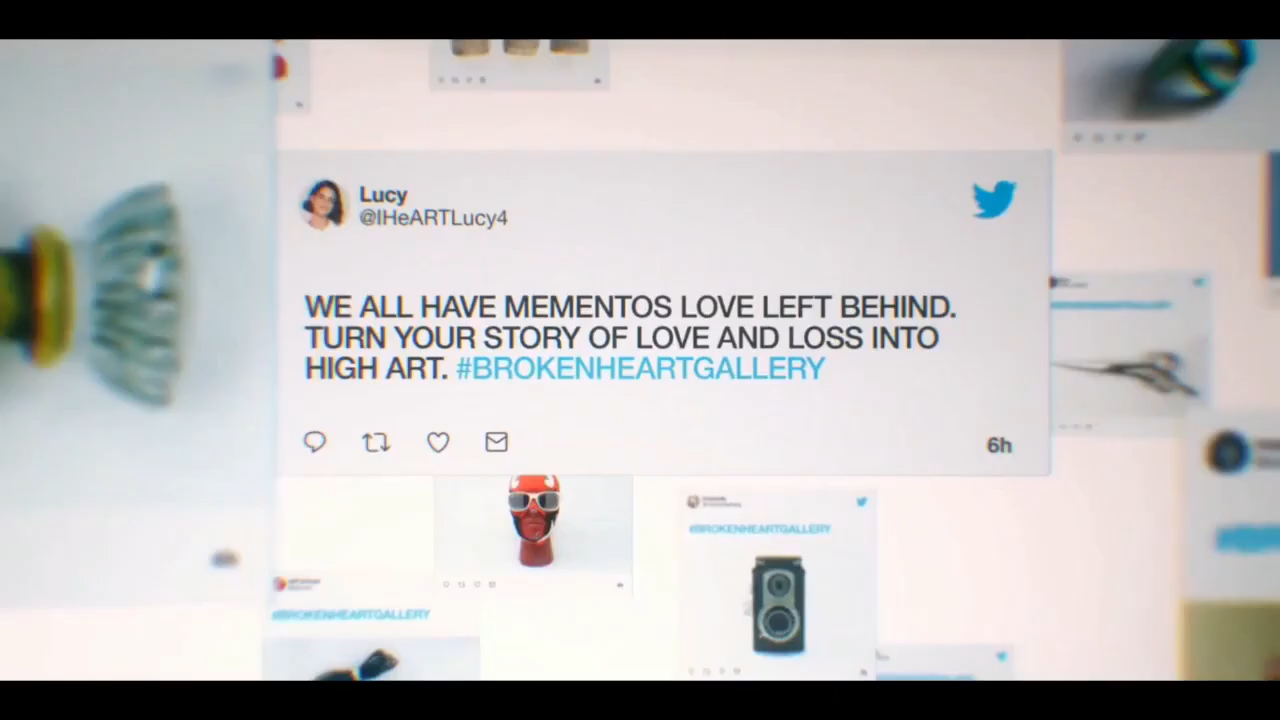 Lucy
@IHeARTLucy4
WE ALL HAVE MEMENTOS LOVE LEFT BEHIND.
TURN YOUR STORY OF LOVE AND LOSS INTO
HIGH ART. #BROKENHEARTGALLERY
6h
#BROKENHEARTGALLERY
#BROKENHEARTGALLERY